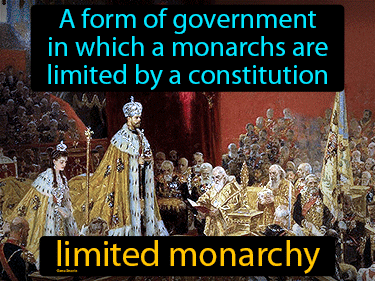 A form of government
in which a monarchs are
limited by a constitution
limited monarchy